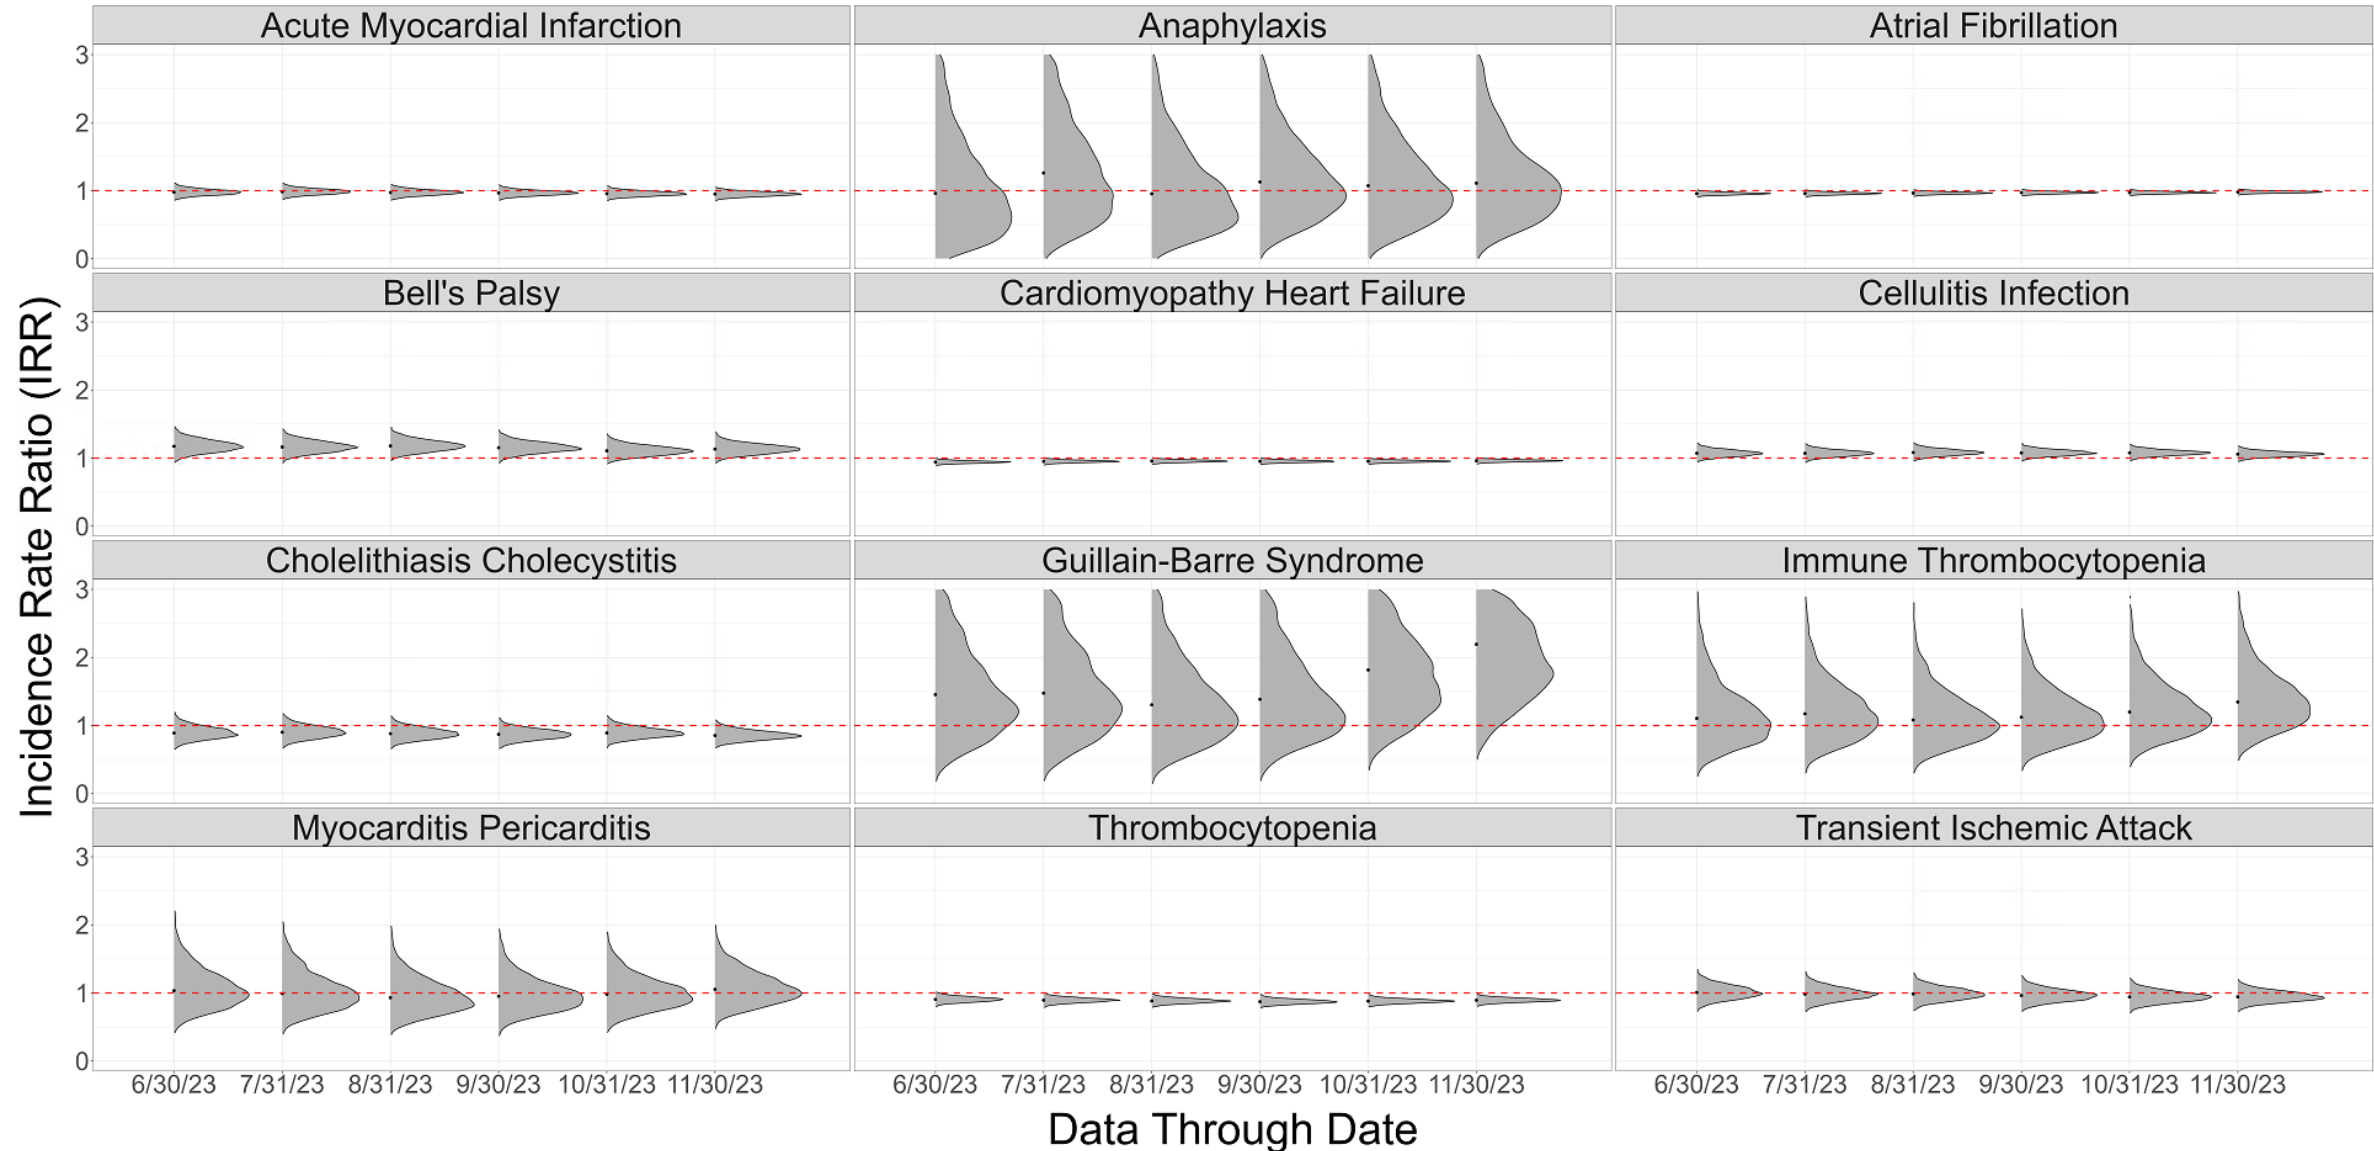 Acute Myocardial Infarction
Anaphylaxis
Atrial Fibrillation
3
2
1
0
Bell's Palsy
Cardiomyopathy Heart Failure
Cellulitis Infection
3
2
1
0
Cholelithiasis Cholecystitis
Guillain-Barre Syndrome
Immune Thrombocytopenia
3
2
1
0
Myocarditis Pericarditis
Thrombocytopenia
Transient Ischemic Attack
3
2
1
0
Incidence Rate Ratio (IRR)
6/30/23 7/31/23 8/31/23 9/30/23 10/31/23 11/30/23
6/30/23 7/31/23 8/31/23 9/30/23 10/31/23 11/30/23
6/30/23 7/31/23 8/31/23 9/30/23 10/31/23 11/30/23
Data Through Date